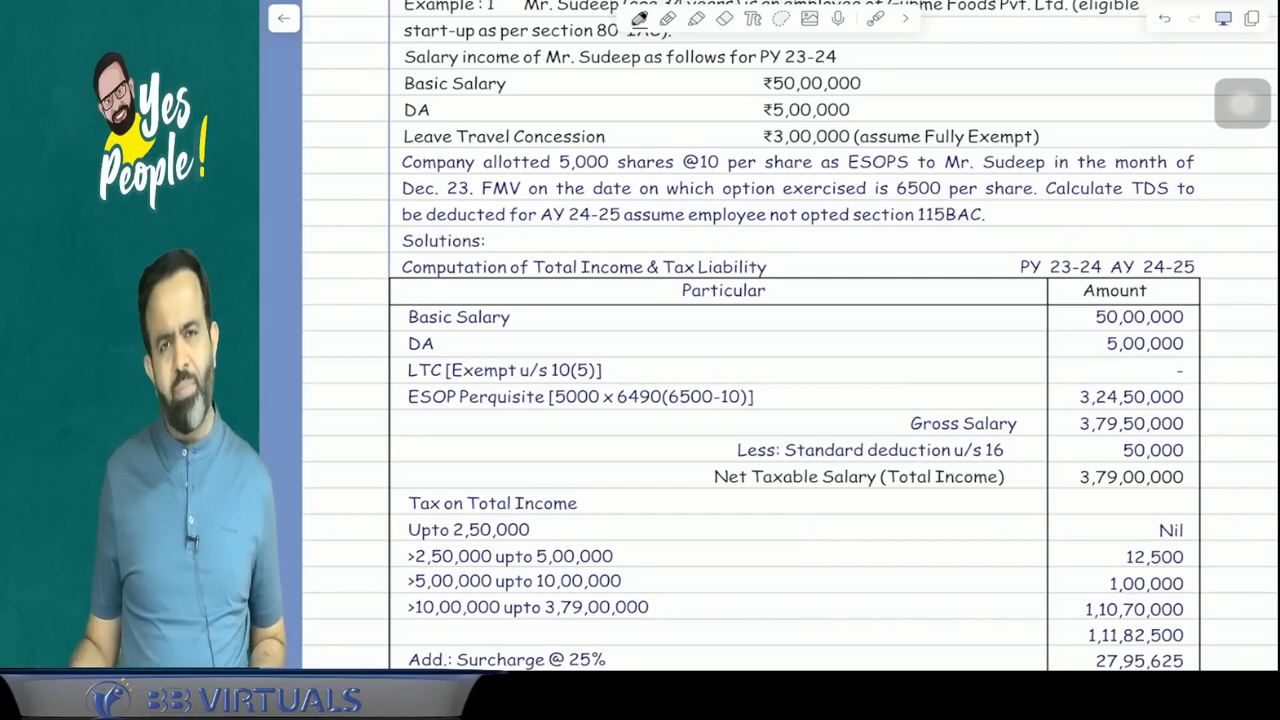 Yes
People !
Example : 1 Mr. Sudeep is an employee of Foods Pvt. Ltd. (eligible
start-up as per section 80
Salary income of Mr. Sudeep as follows for PY 23-24
Basic Salary ₹50,00,000
DA ₹5,00,000
Leave Travel Concession ₹3,00,000 (assume Fully Exempt)
Company allotted 5,000 shares @10 per share as ESOPS to Mr. Sudeep in the month of
Dec. 23. FMV on the date on which option exercised is 6500 per share. Calculate TDS to
be deducted for AY 24-25 assume employee not opted section 115BAC.
Solutions:
Computation of Total Income & Tax Liability PY 23-24 AY 24-25
Particular Amount
Basic Salary 50,00,000
DA 5,00,000
LTC [Exempt u/s 10(5)] -
ESOP Perquisite [5000 x 6490(6500-10)] 3,24,50,000
Gross Salary 3,79,50,000
Less: Standard deduction u/s 16 50,000
Net Taxable Salary (Total Income) 3,79,00,000
Tax on Total Income
Upto 2,50,000 Nil
>2,50,000 upto 5,00,000 12,500
>5,00,000 upto 10,00,000 1,00,000
>10,00,000 upto 3,79,00,000 1,10,70,000
1,11,82,500
Add.: Surcharge @ 25% 27,95,625
BB VIRTUALS